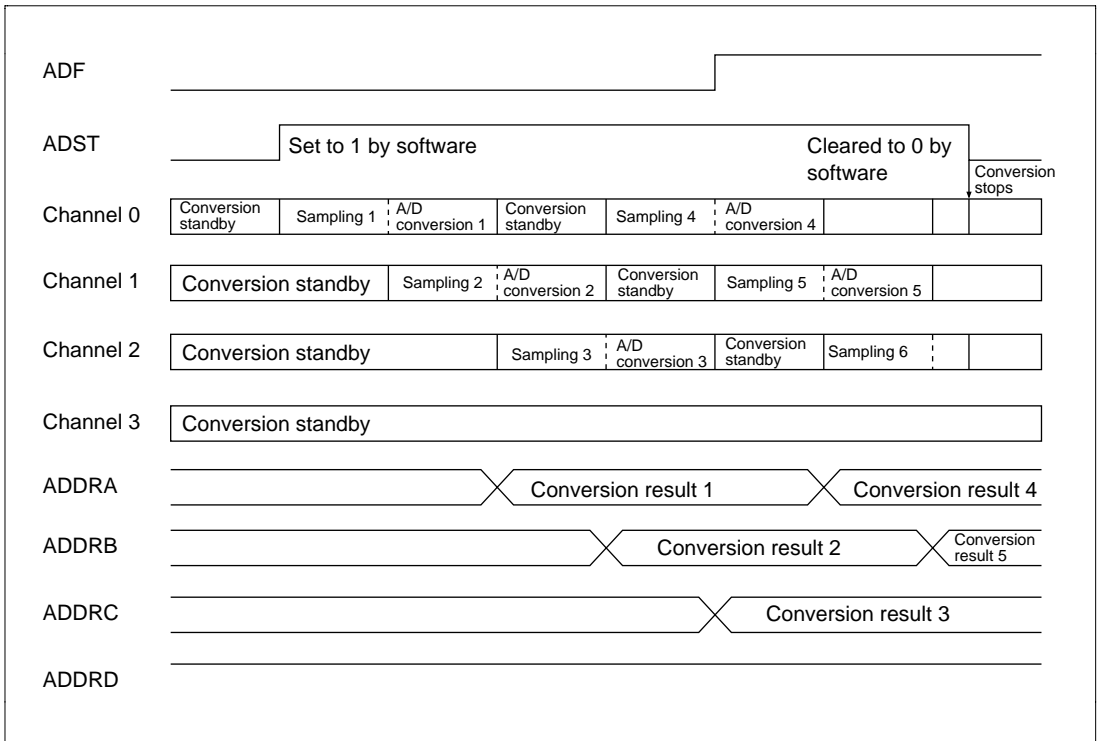 ADF
ADST
Set to 1 by software
Cleared to 0 by
software
Conversion
stops
Channel 0
Conversion
standby
Sampling 1
A/D
conversion 1
Conversion
standby
Sampling 4
A/D
conversion 4
Channel 1
Conversion standby
Sampling 2
A/D
conversion 2
Conversion
standby
Sampling 5
A/D
conversion 5
Channel 2
Conversion standby
Sampling 3
A/D
conversion 3
Conversion
standby
Sampling 6
Channel 3
Conversion standby
ADDRA
Conversion result 1
Conversion result 4
ADDRB
Conversion result 2
Conversion
result 5
ADDRC
Conversion result 3
ADDRD